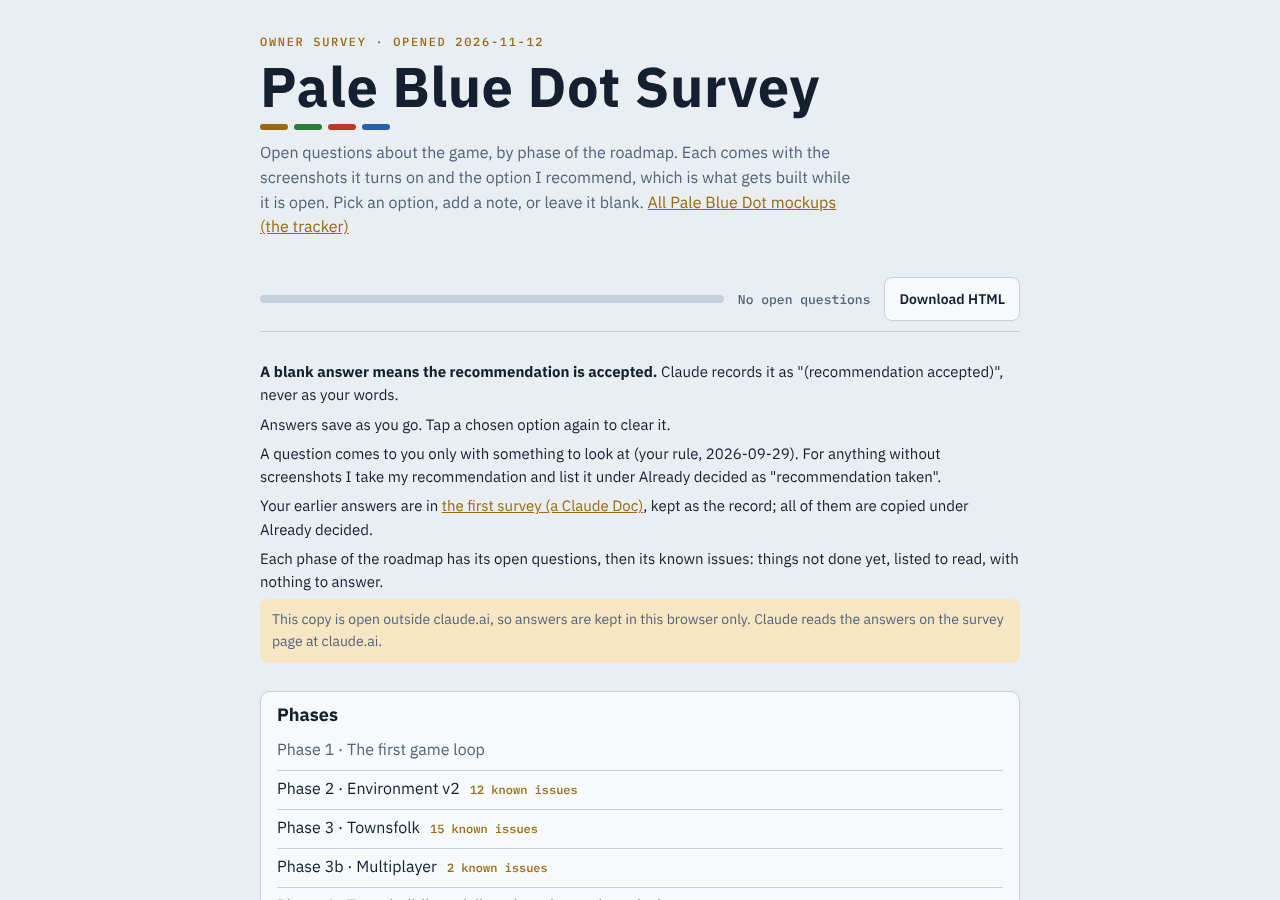 OWNER SURVEY · OPENED 2026-11-12
Pale Blue Dot Survey
Open questions about the game, by phase of the roadmap. Each comes with the
screenshots it turns on and the option I recommend, which is what gets built while
it is open. Pick an option, add a note, or leave it blank. All Pale Blue Dot mockups
(the tracker)
No open questions
Download HTML
A blank answer means the recommendation is accepted. Claude records it as "(recommendation accepted)",
never as your words.
Answers save as you go. Tap a chosen option again to clear it.
A question comes to you only with something to look at (your rule, 2026-09-29). For anything without
screenshots I take my recommendation and list it under Already decided as "recommendation taken".
Your earlier answers are in the first survey (a Claude Doc), kept as the record; all of them are copied under
Already decided.
Each phase of the roadmap has its open questions, then its known issues: things not done yet, listed to read, with
nothing to answer.
This copy is open outside claude.ai, so answers are kept in this browser only. Claude reads the answers on the survey
page at claude.ai.
Phases
Phase 1 · The first game loop
Phase 2 · Environment v2 12 known issues
Phase 3 · Townsfolk 15 known issues
Phase 3b · Multiplayer 2 known issues